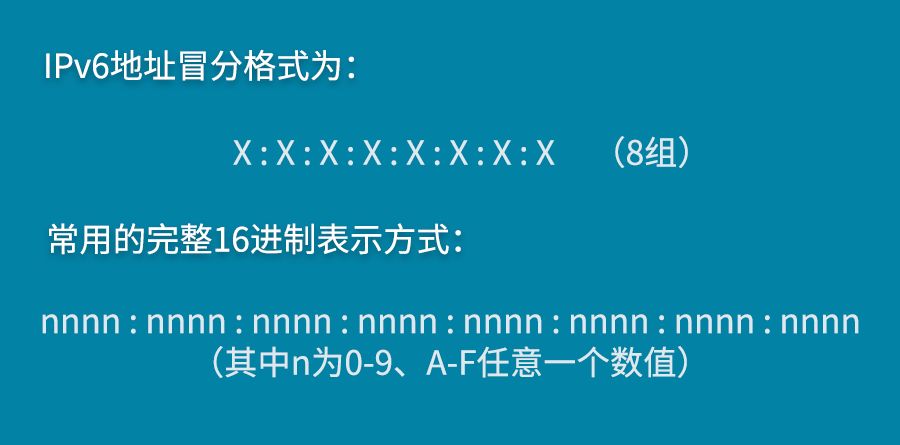 IPv6地址冒分格式为：
X : X : X : X : X : X : X : X （8组）
常用的完整16进制表示方式：
nnnn : nnnn : nnnn : nnnn : nnnn : nnnn : nnnn : nnnn
（其中n为0-9、A-F任意一个数值）